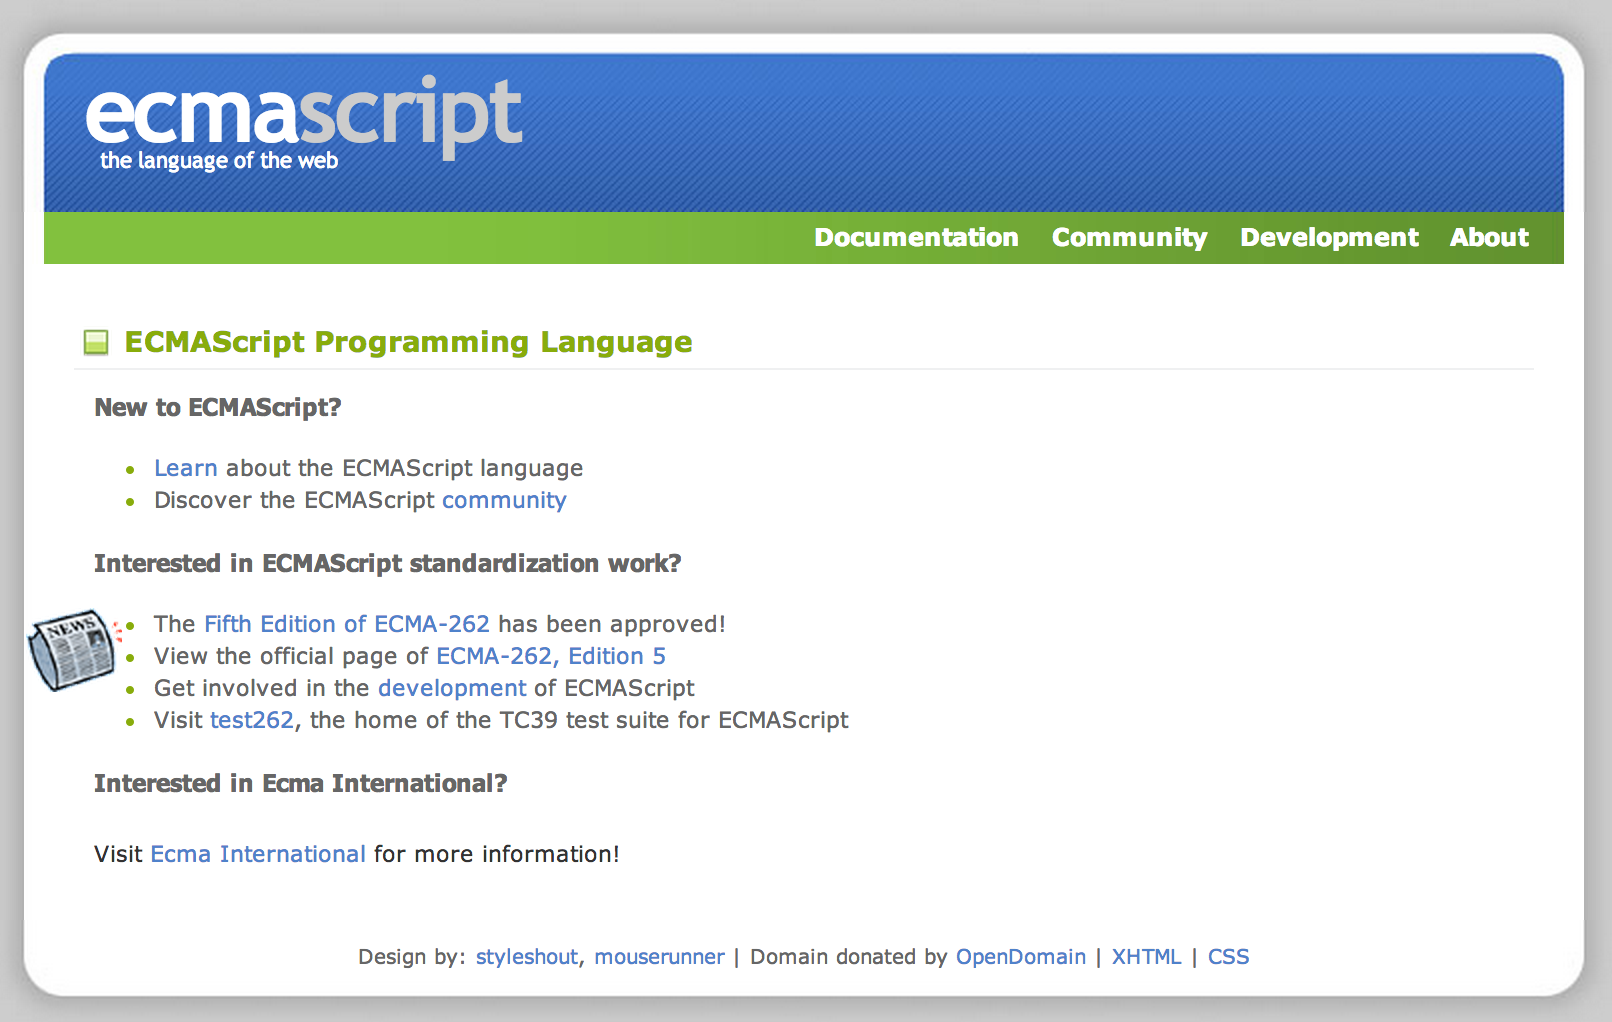 ecmascript
the language of the web
Documentation Community Development About
ECMAScript Programming Language
New to ECMAScript?
Learn about the ECMAScript language
Discover the ECMAScript community
Interested in ECMAScript standardization work?
NEWS
The Fifth Edition of ECMA-262 has been approved!
View the official page of ECMA-262, Edition 5
Get involved in the development of ECMAScript
Visit test262, the home of the TC39 test suite for ECMAScript
Interested in Ecma International?
Visit Ecma International for more information!
Design by: styleshout, mouserunner | Domain donated by OpenDomain | XHTML | CSS